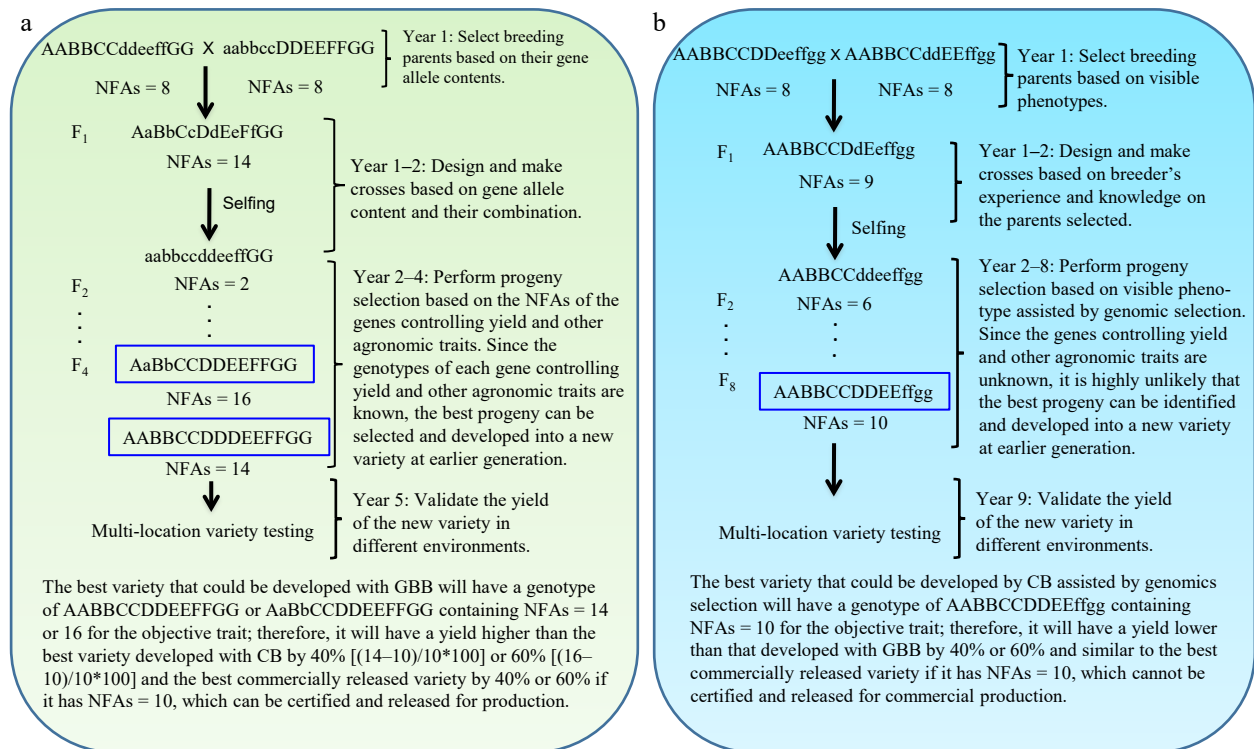 a
AABBCCddeeffGG X aabbccDDEEFFGG
NFAs = 8 NFAs = 8
Year 1: Select breeding
parents based on their gene
allele contents.
F1
AaBbCcDdEeFfGG
NFAs = 14
Selfing
Year 1–2: Design and make
crosses based on gene allele
content and their combination.
aabbccddeeffGG
F2
NFAs = 2
F4
AaBbCCDDEEFFGG
NFAs = 16
AABBCCDDDEEFFGG
NFAs = 14
Year 2–4: Perform progeny
selection based on the NFAs of the
genes controlling yield and other
agronomic traits. Since the
genotypes of each gene controlling
yield and other agronomic traits are
known, the best progeny can be
selected and developed into a new
variety at earlier generation.
Multi-location variety testing
Year 5: Validate the yield
of the new variety in
different environments.
The best variety that could be developed with GBB will have a genotype
of AABBCCDDEEFFGG or AaBbCCDDEEFFGG containing NFAs = 14
or 16 for the objective trait; therefore, it will have a yield higher than the
best variety developed with CB by 40% [(14–10)/10*100] or 60% [(16–
10)/10*100] and the best commercially released variety by 40% or 60% if
it has NFAs = 10, which can be certified and released for production.
b
AABBCCDDeeffgg X AABBCCddEEffgg
NFAs = 8 NFAs = 8
Year 1: Select breeding
parents based on visible
phenotypes.
F1
AABBCCDdEeffgg
NFAs = 9
Selfing
Year 1–2: Design and make
crosses based on breeder’s
experience and knowledge on
the parents selected.
AABBCCddeeffgg
F2
NFAs = 6
F8
AABBCCDDEEffgg
NFAs = 10
Year 2–8: Perform progeny
selection based on visible pheno-
type assisted by genomic selection.
Since the genes controlling yield
and other agronomic traits are
unknown, it is highly unlikely that
the best progeny can be identified
and developed into a new variety
at earlier generation.
Multi-location variety testing
Year 9: Validate the yield
of the new variety in
different environments.
The best variety that could be developed by CB assisted by genomics
selection will have a genotype of AABBCCDDEEffgg containing
NFAs = 10 for the objective trait; therefore, it will have a yield lower
than that developed with GBB by 40% or 60% and similar to the best
commercially released variety if it has NFAs = 10, which cannot be
certified and released for commercial production.